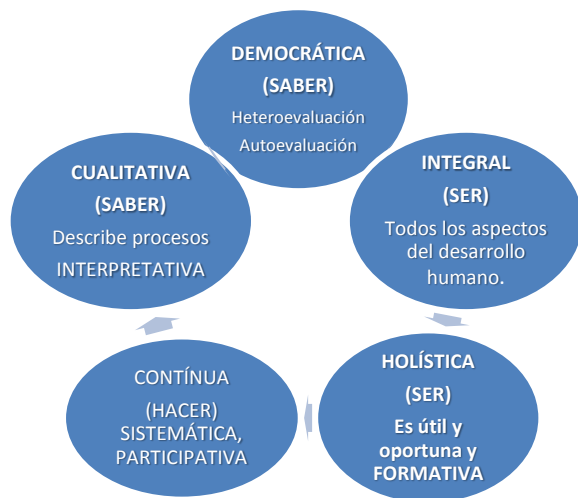 DEMOCRÁTICA
(SABER)
Heteroevaluación
Autoevaluación
INTEGRAL
(SER)
Todos los aspectos
del desarrollo
humano.
HOLÍSTICA
(SER)
Es útil y
oportuna y
FORMATIVA
CONTÍNUA
(HACER)
SISTEMÁTICA,
PARTICIPATIVA
CUALITATIVA
(SABER)
Describe procesos
INTERPRETATIVA